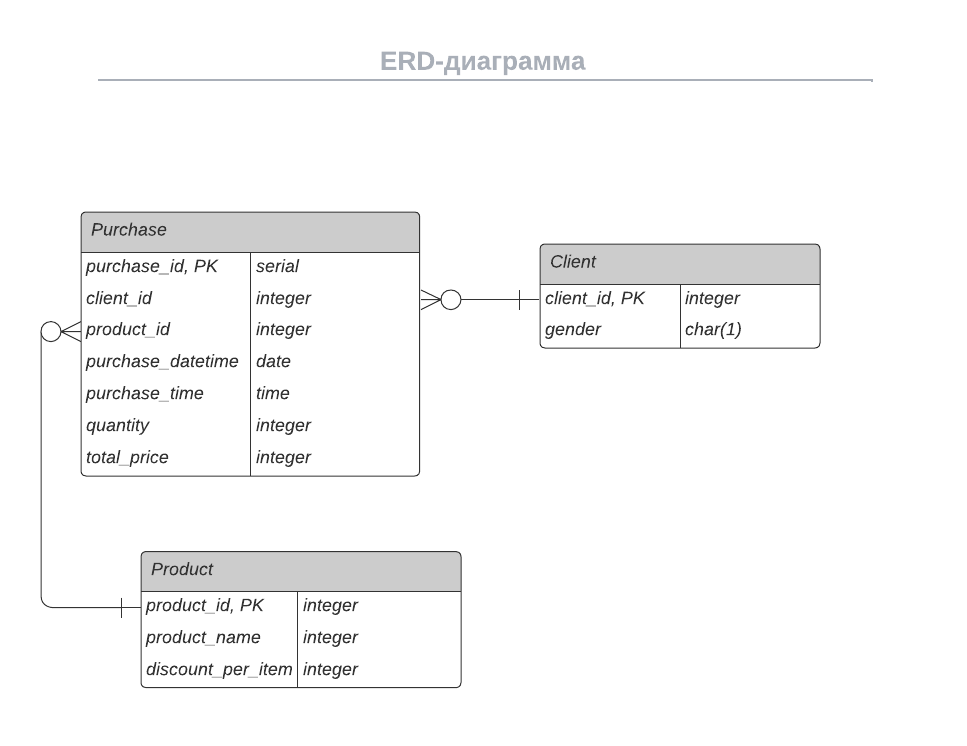 ERD-диаграмма
Purchase
purchase_id, PK serial
client_id integer
product_id integer
purchase_datetime date
purchase_time time
quantity integer
total_price integer
Client
client_id, PK integer
gender char(1)
Product
product_id, PK integer
product_name integer
discount_per_item integer